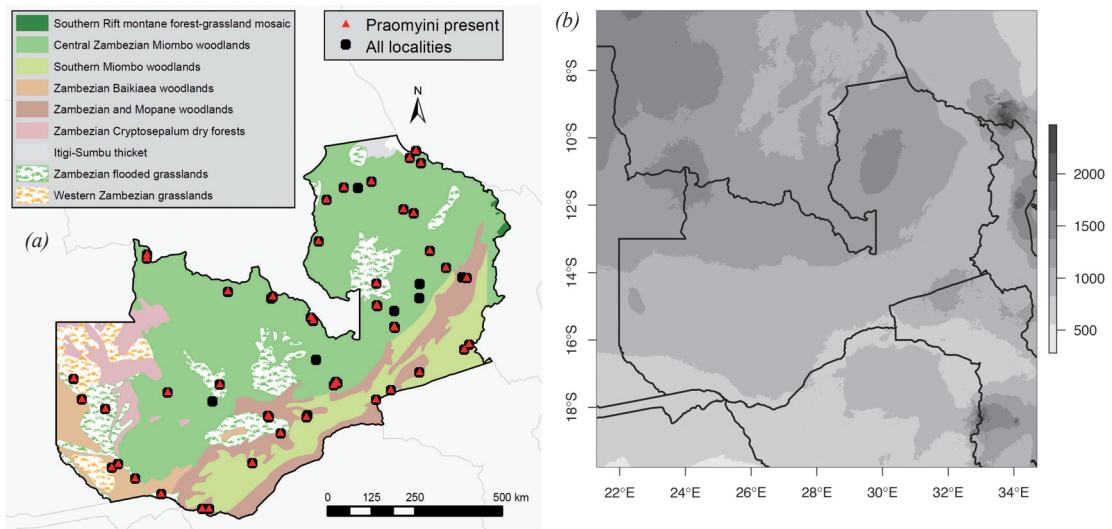 Southern Rift montane forest-grassland mosaic
Central Zambezian Miombo woodlands
Southern Miombo woodlands
Zambezian Baikiaea woodlands
Zambezian and Mopane woodlands
Zambezian Cryptosepalum dry forests
Itigi-Sumbu thicket
Zambezian flooded grasslands
Western Zambezian grasslands
Praomyini present
All localities
N
(a)
0 125 250 500 km
(b)
8°S
10°S
12°S
14°S
16°S
18°S
22°E 24°E 26°E 28°E 30°E 32°E 34°E
2000
1500
1000
500